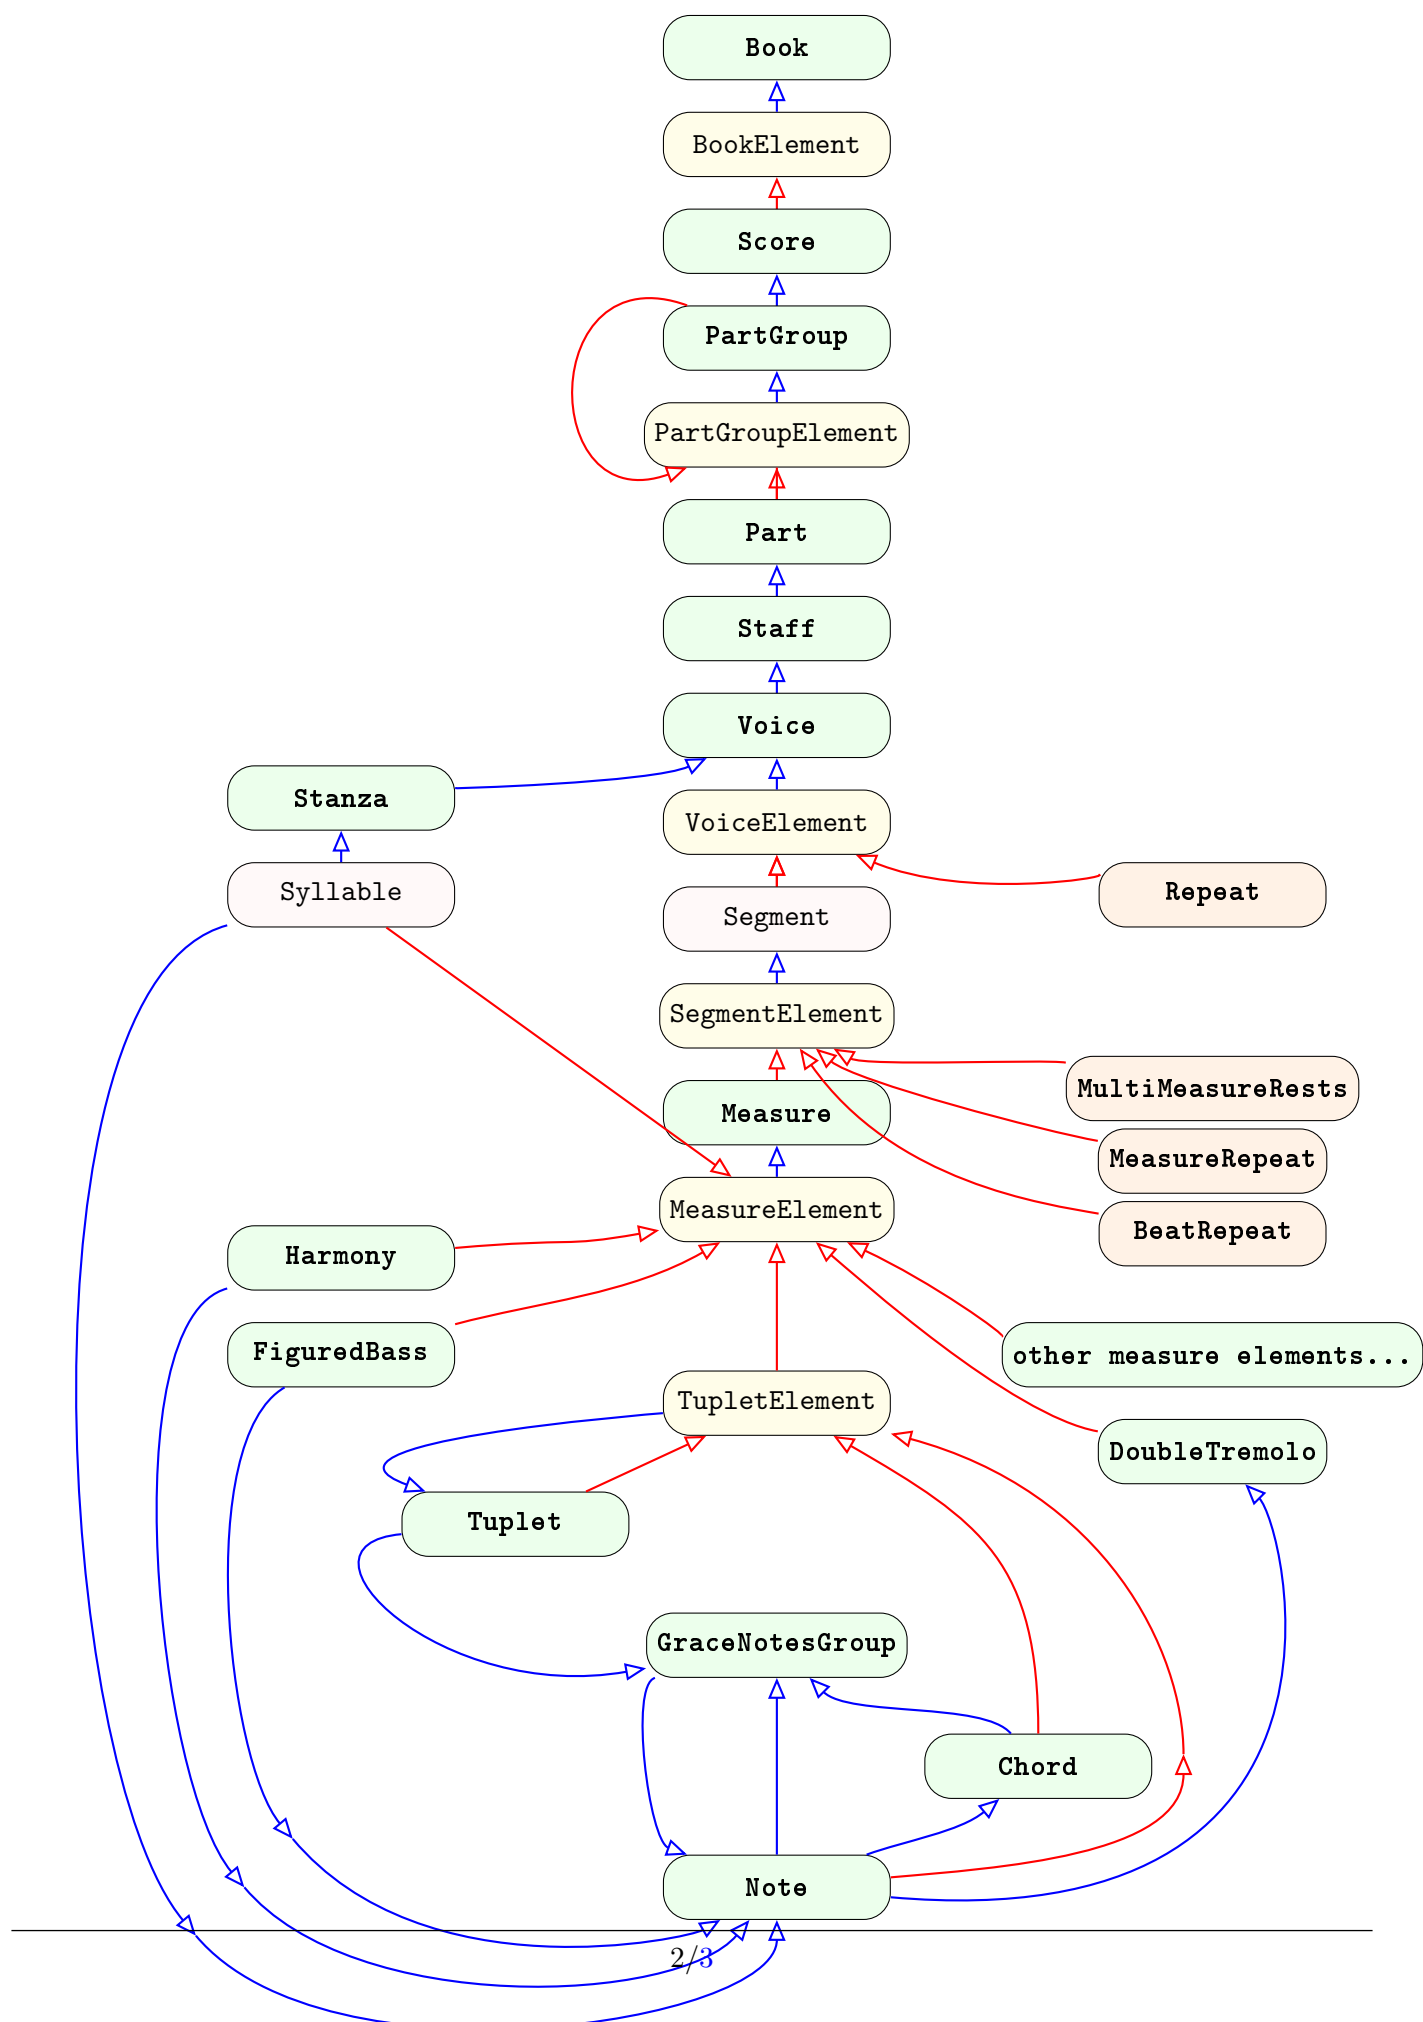 Book
BookElement
Score
PartGroup
PartGroupElement
Part
Staff
Voice
Stanza
VoiceElement
Syllable
Repeat
Segment
SegmentElement
MultiMeasureRests
Measure
MeasureRepeat
MeasureElement
BeatRepeat
Harmony
FiguredBass
other measure elements...
TupletElement
DoubleTremolo
Tuplet
GraceNotesGroup
Chord
Note
2/3